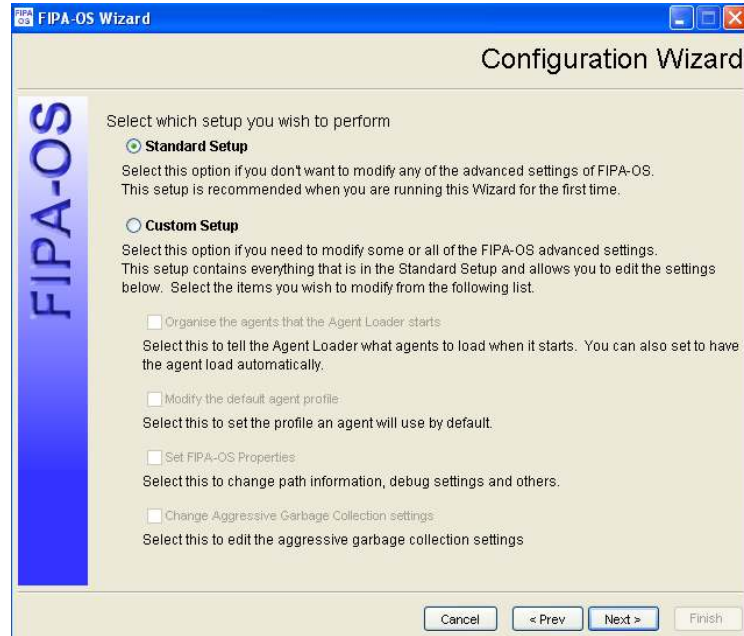 FIPA OS FIPA-OS Wizard
Configuration Wizard
FIPA-OS
Select which setup you wish to perform
Standard Setup
Select this option if you don't want to modify any of the advanced settings of FIPA-OS.
This setup is recommended when you are running this Wizard for the first time.
Custom Setup
Select this option if you need to modify some or all of the FIPA-OS advanced settings.
This setup contains everything that is in the Standard Setup and allows you to edit the settings
below. Select the items you wish to modify from the following list.
Organise the agents that the Agent Loader starts
Select this to tell the Agent Loader what agents to load when it starts. You can also set to have
the agent load automatically.
Modify the default agent profile
Select this to set the profile an agent will use by default.
Set FIPA-OS Properties
Select this to change path information, debug settings and others.
Change Aggressive Garbage Collection settings
Select this to edit the aggressive garbage collection settings
Cancel < Prev Next > Finish